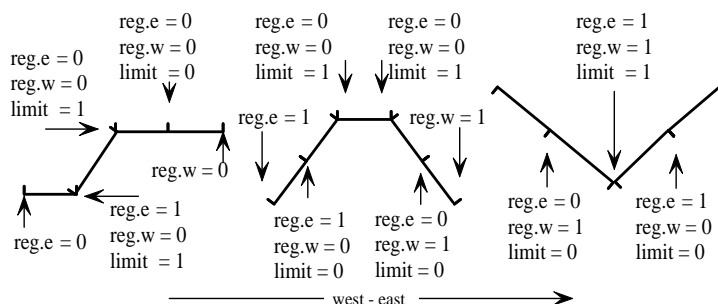 reg.e = 0
reg.w = 0
limit = 0
reg.e = 0
reg.w = 0
limit = 1
reg.e = 0
reg.w = 0
limit = 1
reg.e = 1
reg.w = 1
limit = 1
reg.e = 0
reg.w = 0
limit = 1
reg.e = 1
reg.w = 1
reg.w = 0
reg.e = 1
reg.w = 0
limit = 1
reg.e = 0
reg.e = 1
reg.w = 0
limit = 0
reg.e = 0
reg.w = 1
limit = 0
reg.e = 0
reg.w = 1
limit = 0
reg.e = 1
reg.w = 0
limit = 0
west - east